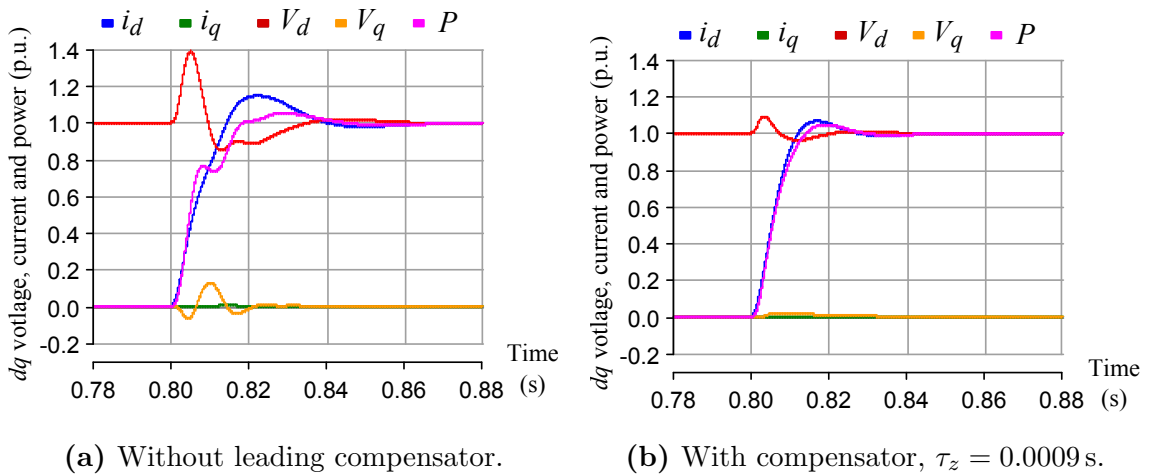 i_d i_q V_d V_q P
dq votlage, current and power (p.u.)
1.4
1.2
1.0
0.8
0.6
0.4
0.2
0.0
-0.2
0.78 0.80 0.82 0.84 0.86 0.88
Time
(s)
(a) Without leading compensator.
i_d i_q V_d V_q P
dq votlage, current and power (p.u.)
1.4
1.2
1.0
0.8
0.6
0.4
0.2
0.0
-0.2
0.78 0.80 0.82 0.84 0.86 0.88
Time
(s)
(b) With compensator, τ_z = 0.0009 s.